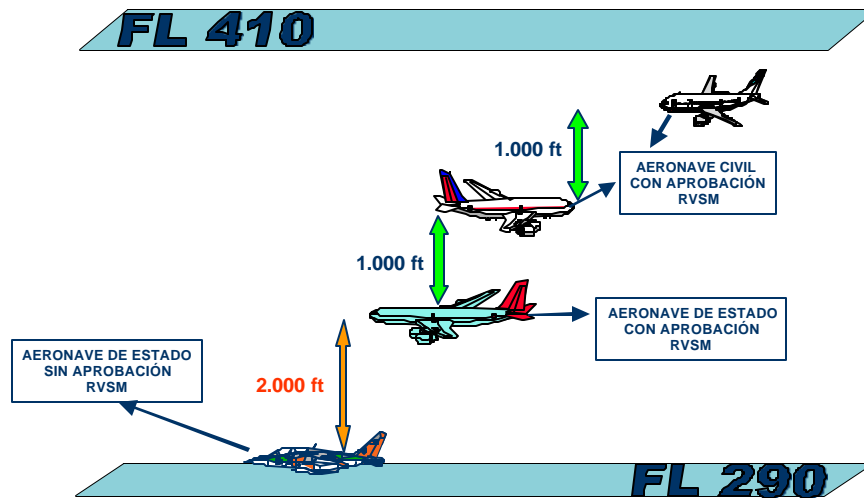 FL 410
1.000 ft
AERONAVE CIVIL
CON APROBACIÓN
RVSM
1.000 ft
AERONAVE DE ESTADO
CON APROBACIÓN
RVSM
AERONAVE DE ESTADO
SIN APROBACIÓN
RVSM
2.000 ft
FL 290